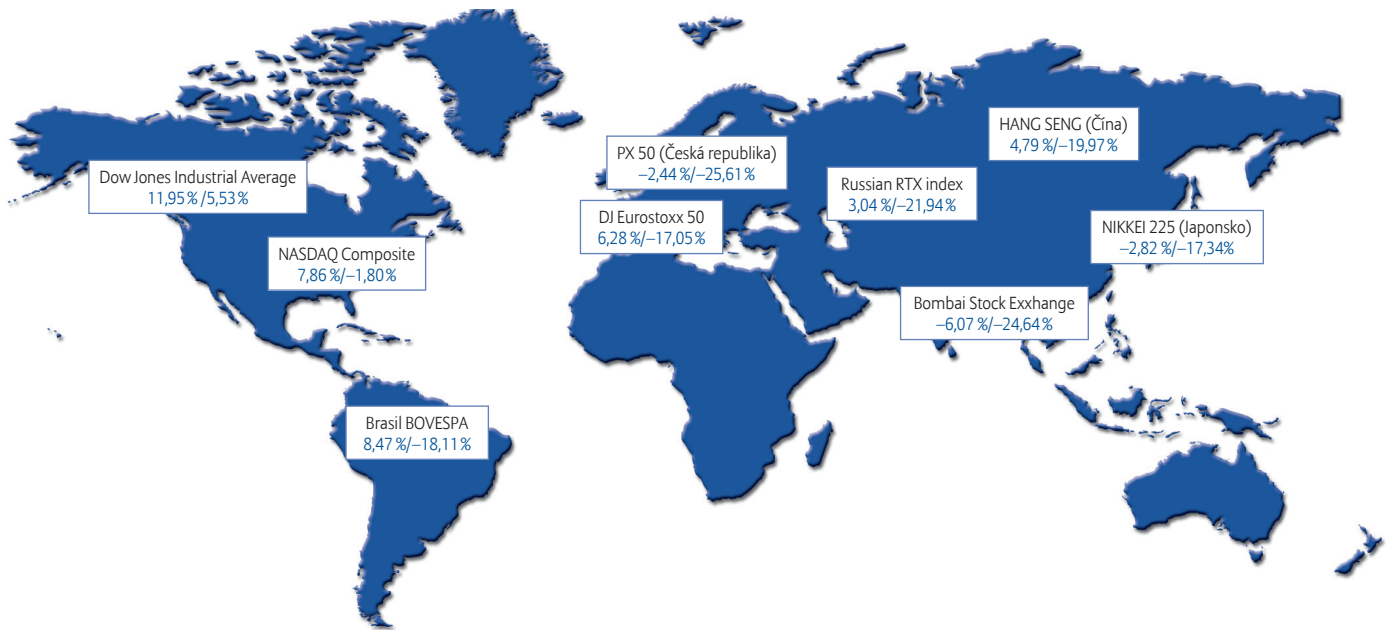 HANG SENG (Čína)
4,79 %/–19,97 %
PX 50 (Česká republika)
–2,44 %/–25,61 %
Dow Jones Industrial Average
11,95 %/5,53 %
Russian RTX index
3,04 %/–21,94 %
DJ Eurostoxx 50
6,28 %/–17,05 %
NIKKEI 225 (Japonsko)
–2,82 %/–17,34%
NASDAQ Composite
7,86 %/–1,80 %
Bombai Stock Exxhange
–6,07 %/–24,64 %
Brasil BOVESPA
8,47 %/–18,11 %